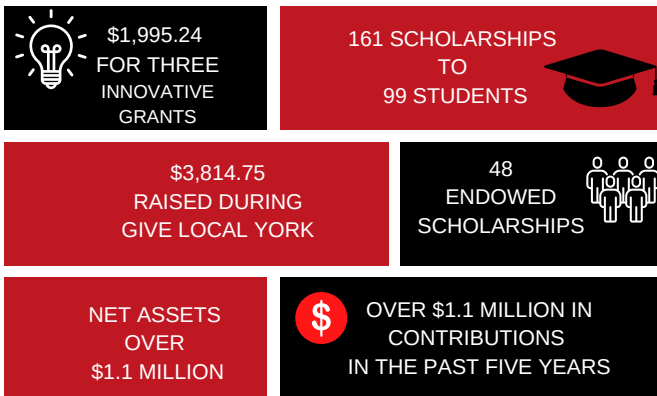 $1,995.24
FOR THREE
INNOVATIVE
GRANTS
161 SCHOLARSHIPS
TO
99 STUDENTS
$3,814.75
RAISED DURING
GIVE LOCAL YORK
48
ENDOWED
SCHOLARSHIPS
NET ASSETS
OVER
$1.1 MILLION
$
OVER $1.1 MILLION IN
CONTRIBUTIONS
IN THE PAST FIVE YEARS